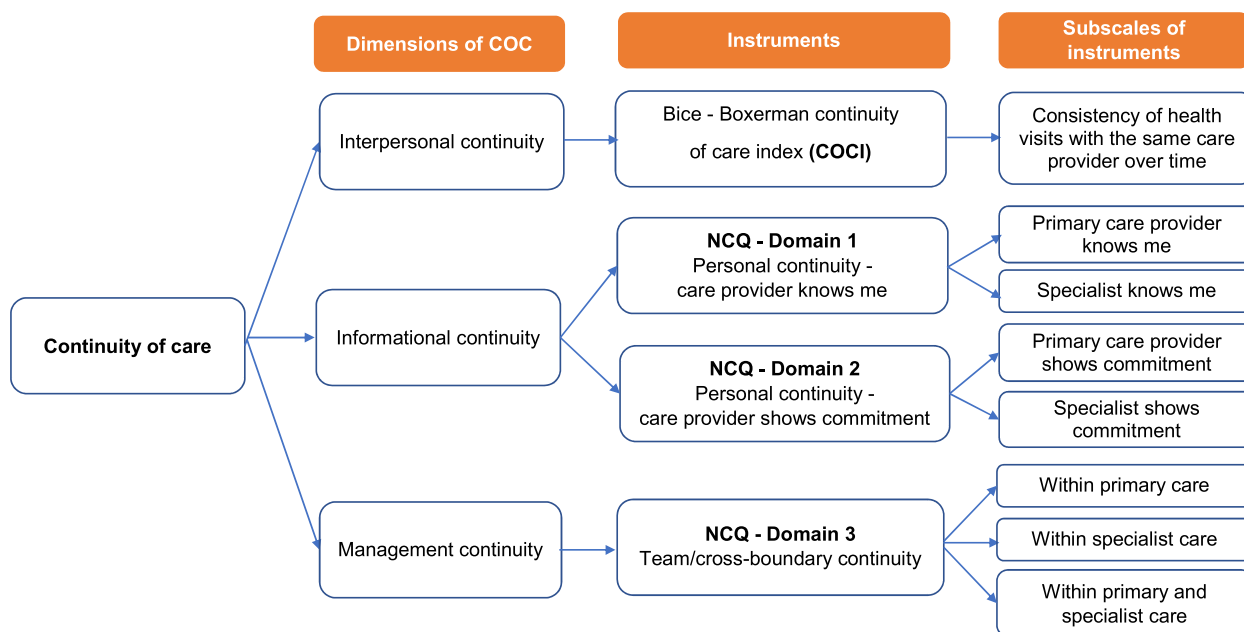 Dimensions of COC
Instruments
Subscales of
instruments
Interpersonal continuity
Bice - Boxerman continuity
of care index (COCI)
Consistency of health
visits with the same care
provider over time
Continuity of care
Informational continuity
NCQ - Domain 1
Personal continuity -
care provider knows me
Primary care provider
knows me
Specialist knows me
NCQ - Domain 2
Personal continuity -
care provider shows commitment
Primary care provider
shows commitment
Specialist shows
commitment
Management continuity
NCQ - Domain 3
Team/cross-boundary continuity
Within primary care
Within specialist care
Within primary and
specialist care